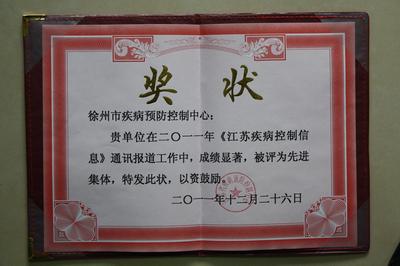 奖状
徐州市疾病预防控制中心：
贵单位在二〇一一年《江苏疾病控制信
息》通讯报道工作中，成绩显著，被评为先进
集体，特发此状，以资鼓励。
二〇一一年十二月二十六日